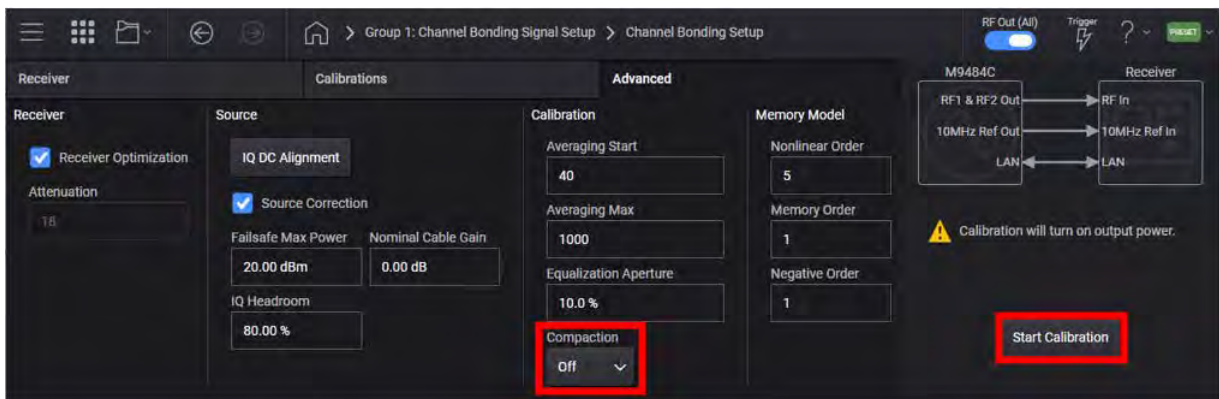 Group 1: Channel Bonding Signal Setup > Channel Bonding Setup
RF Out (All)
Trigger
?
PRESET
Receiver
Calibrations
Advanced
Receiver
Receiver Optimization
Attenuation
16
Source
IQ DC Alignment
Source Correction
Failsafe Max Power
Nominal Cable Gain
20.00 dBm
0.00 dB
IQ Headroom
80.00 %
Calibration
Averaging Start
40
Averaging Max
1000
Equalization Aperture
10.0 %
Compaction
Off
Memory Model
Nonlinear Order
5
Memory Order
1
Negative Order
1
M9484C
Receiver
RF1 & RF2 Out
RF In
10MHz Ref Out
10MHz Ref In
LAN
LAN
Calibration will turn on output power.
Start Calibration